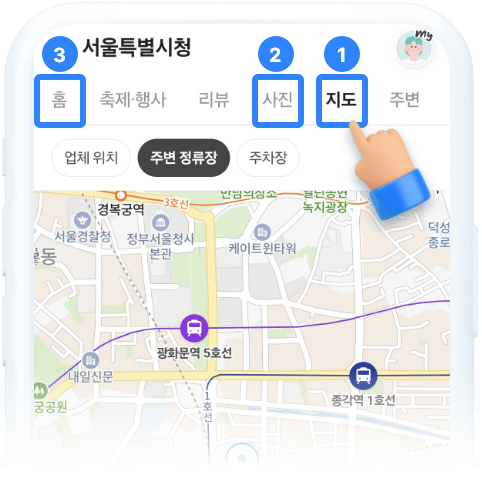 3 서울특별시청 2 1 my
홈 축제·행사 리뷰 사진 지도 주변
업체 위치 주변 정류장 주차장
3호선
경복궁역
녹지광장
서울경찰청
정부서울청사
본관
케이트윈타워
덕성
종로
동
광화문역 5호선
내일신문
궁공원
1호선
종각역 1호선